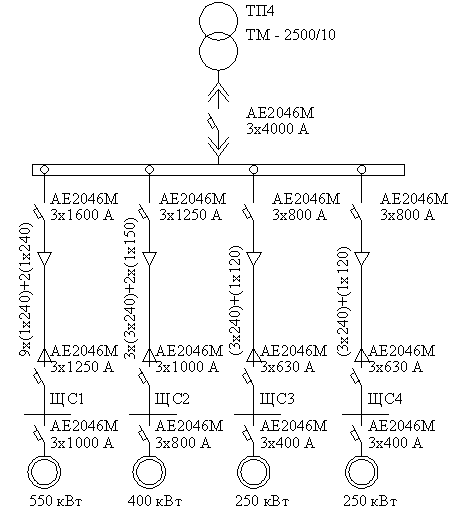 ТП4
ТМ - 2500/10
АЕ2046М
3х4000 А
АЕ2046М
3х1600 А
АЕ2046М
3х1250 А
АЕ2046М
3х800 А
АЕ2046М
3х800 А
9х(1х240)+2(1х240)
3х(3х240)+2х(1х150)
(3х240)+(1х120)
(3х240)+(1х120)
АЕ2046М
3х1250 А
АЕ2046М
3х1000 А
АЕ2046М
3х630 А
АЕ2046М
3х630 А
ЩС1
ЩС2
ЩС3
ЩС4
АЕ2046М
3х1000 А
АЕ2046М
3х800 А
АЕ2046М
3х400 А
АЕ2046М
3х400 А
550 кВт
400 кВт
250 кВт
250 кВт